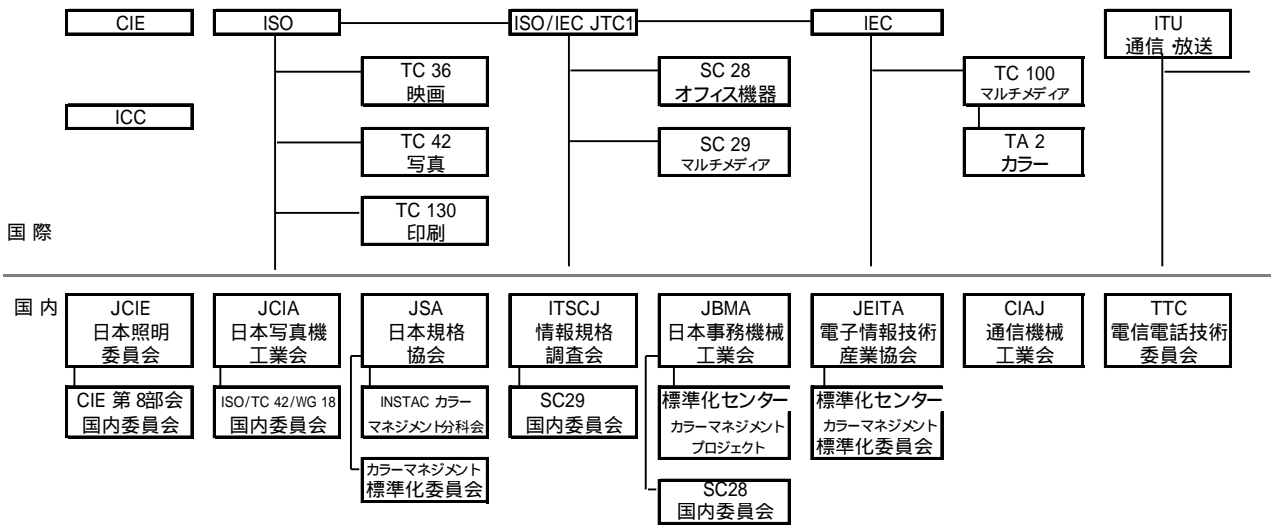 CIE
ISO
ISO/IEC JTC1
IEC
ITU
通信・放送
TC 36
映画
SC 28
オフィス機器
TC 100
マルチメディア
ICC
TC 42
写真
SC 29
マルチメディア
TA 2
カラー
TC 130
印刷
国 際
国 内
JCIE
日本照明
委員会
JCIA
日本写真機
工業会
JSA
日本規格
協会
ITSCJ
情報規格
調査会
JBMA
日本事務機械
工業会
JEITA
電子情報技術
産業協会
CIAJ
通信機械
工業会
TTC
電信電話技術
委員会
CIE 第 8部会
国内委員会
ISO/TC 42/WG 18
国内委員会
INSTAC カラー
マネジメント分科会
SC29
国内委員会
標準化センター
カラーマネジメント
プロジェクト
標準化センター
カラーマネジメント
標準化委員会
カラーマネジメント
標準化委員会
SC28
国内委員会